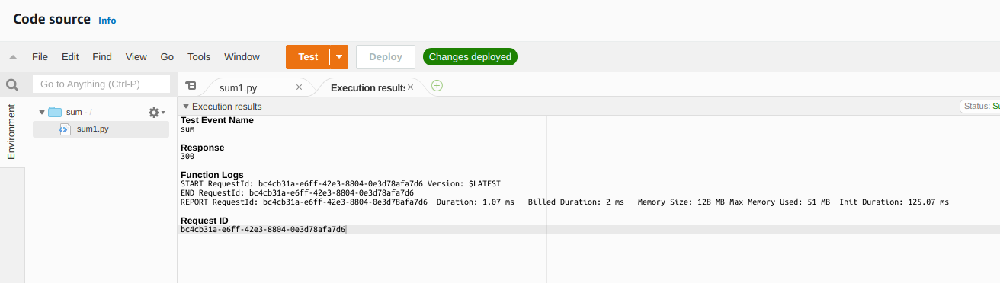 Code source Info
File Edit Find View Go Tools Window Test Deploy Changes deployed
Go to Anything (Ctrl-P)
sum1.py Execution results
Environment
sum - /
sum1.py
Execution results
Status: Su
Test Event Name
sum
Response
300
Function Logs
START RequestId: bc4cb31a-e6ff-42e3-8804-0e3d78afa7d6 Version: $LATEST
END RequestId: bc4cb31a-e6ff-42e3-8804-0e3d78afa7d6
REPORT RequestId: bc4cb31a-e6ff-42e3-8804-0e3d78afa7d6 Duration: 1.07 ms Billed Duration: 2 ms Memory Size: 128 MB Max Memory Used: 51 MB Init Duration: 125.07 ms
Request ID
bc4cb31a-e6ff-42e3-8804-0e3d78afa7d6